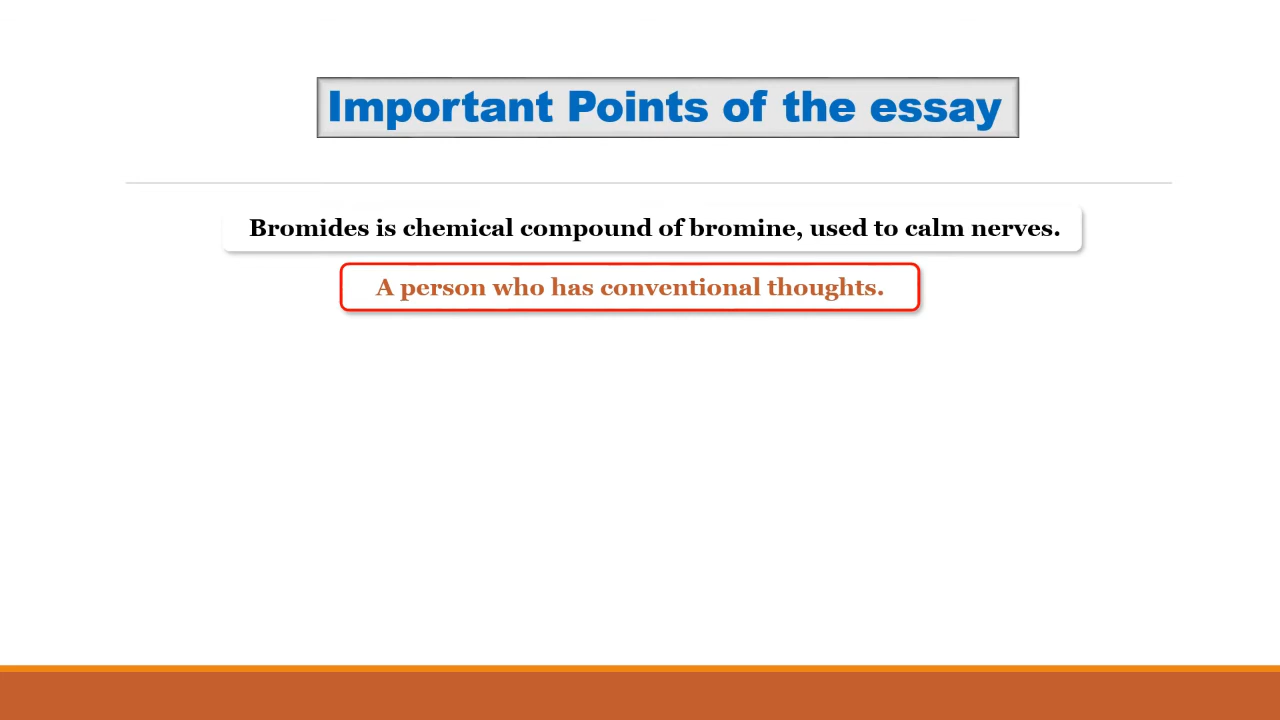 Important Points of the essay
Bromides is chemical compound of bromine, used to calm nerves.
A person who has conventional thoughts.